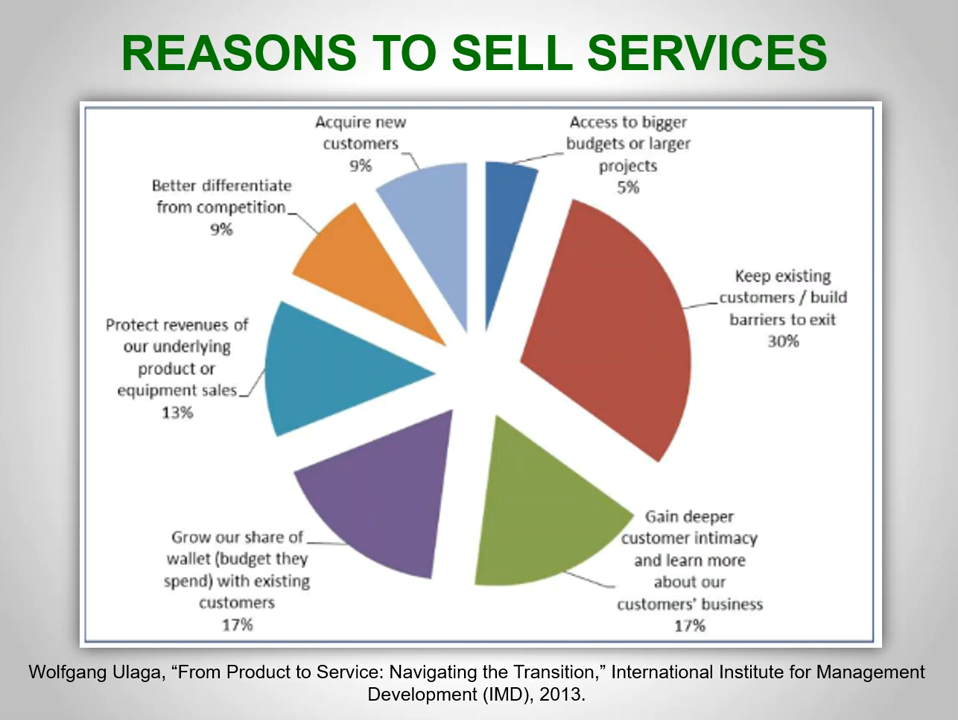 REASONS TO SELL SERVICES
Acquire new
customers
9%
Access to bigger
budgets or larger
projects
5%
Better differentiate
from competition
9%
Keep existing
customers / build
barriers to exit
30%
Protect revenues of
our underlying
product or
equipment sales
13%
Grow our share of
wallet (budget they
spend) with existing
customers
17%
Gain deeper
customer intimacy
and learn more
about our
customers' business
17%
Wolfgang Ulaga, “From Product to Service: Navigating the Transition,” International Institute for Management
Development (IMD), 2013.